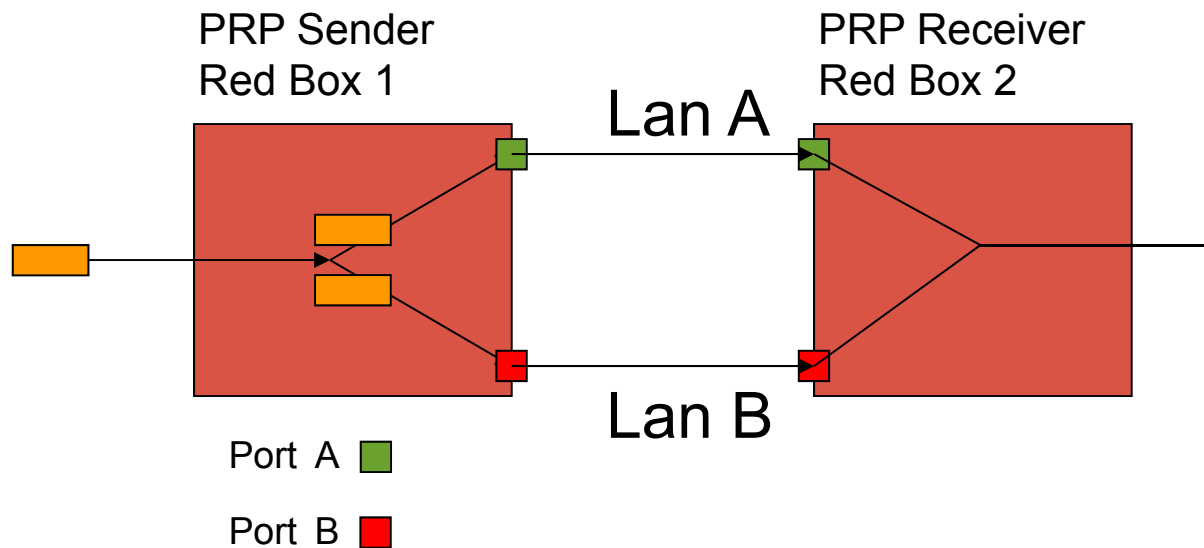 PRP Sender
Red Box 1
PRP Receiver
Red Box 2
Lan A
Lan B
Port A
Port B